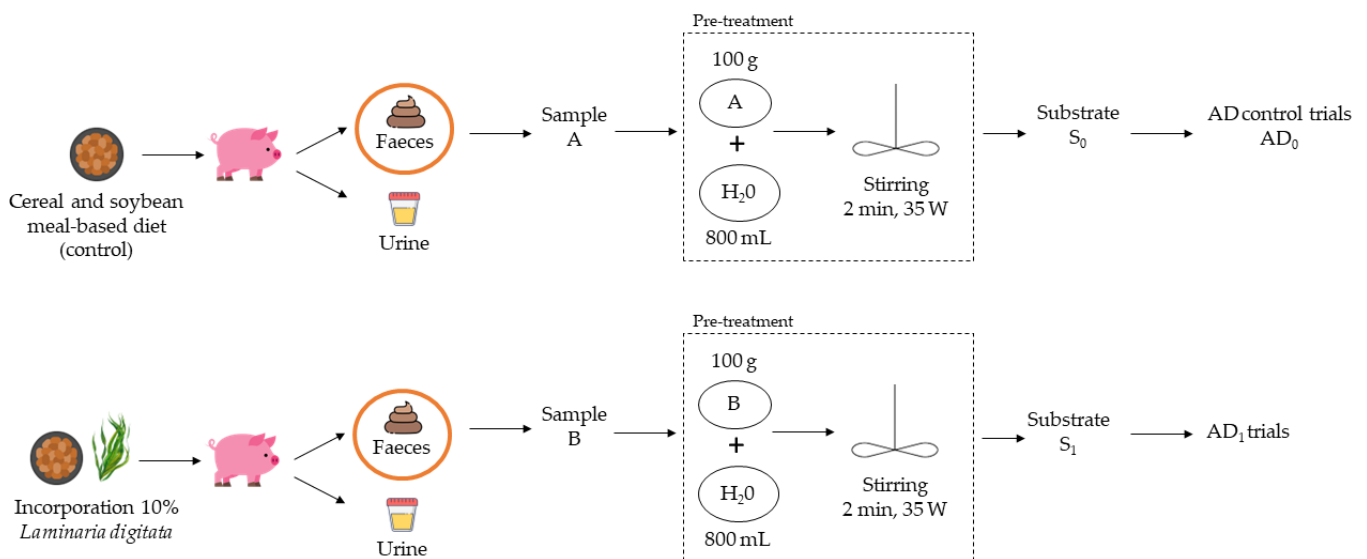 Pre-treatment
100 g
A
+
H₂0
800 mL
Stirring
2 min, 35 W
Cereal and soybean
meal-based diet
(control)
Faeces
Urine
Sample
A
Substrate
S₀
AD control trials
AD₀
Pre-treatment
100 g
B
+
H₂0
800 mL
Stirring
2 min, 35 W
Incorporation 10%
Laminaria digitata
Faeces
Urine
Sample
B
Substrate
S₁
AD₁ trials